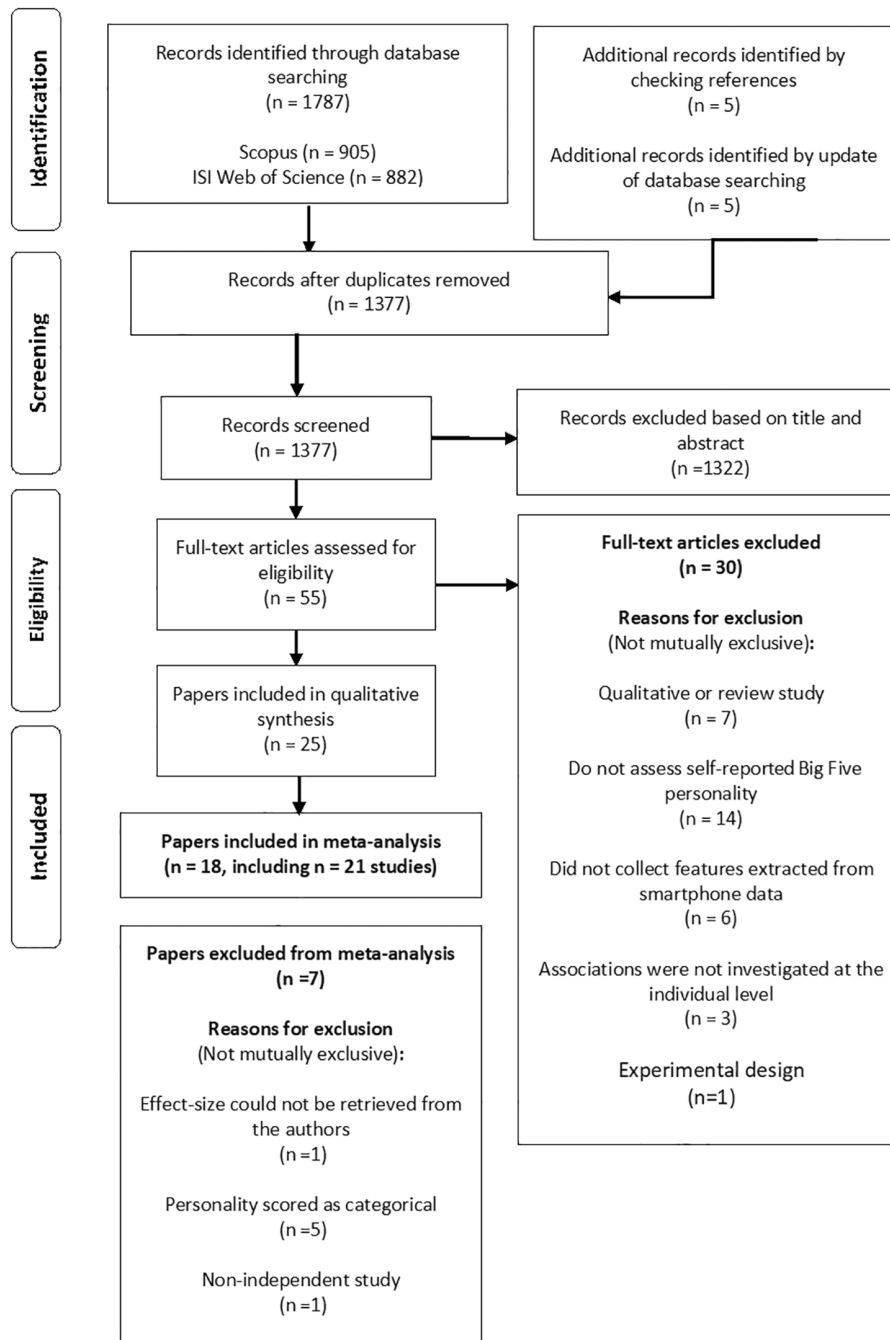 Identification
Records identified through database
searching
(n = 1787)
Scopus (n = 905)
ISI Web of Science (n = 882)
Additional records identified by
checking references
(n = 5)
Additional records identified by update
of database searching
(n = 5)
Screening
Records after duplicates removed
(n = 1377)
Records screened
(n = 1377)
Records excluded based on title and
abstract
(n =1322)
Eligibility
Full-text articles assessed for
eligibility
(n = 55)
Full-text articles excluded
(n = 30)
Reasons for exclusion
(Not mutually exclusive):
Qualitative or review study
(n = 7)
Do not assess self-reported Big Five
personality
(n = 14)
Did not collect features extracted from
smartphone data
(n = 6)
Associations were not investigated at the
individual level
(n = 3)
Experimental design
(n=1)
Papers included in qualitative
synthesis
(n = 25)
Included
Papers included in meta-analysis
(n = 18, including n = 21 studies)
Papers excluded from meta-analysis
(n =7)
Reasons for exclusion
(Not mutually exclusive):
Effect-size could not be retrieved from
the authors
(n =1)
Personality scored as categorical
(n =5)
Non-independent study
(n =1)